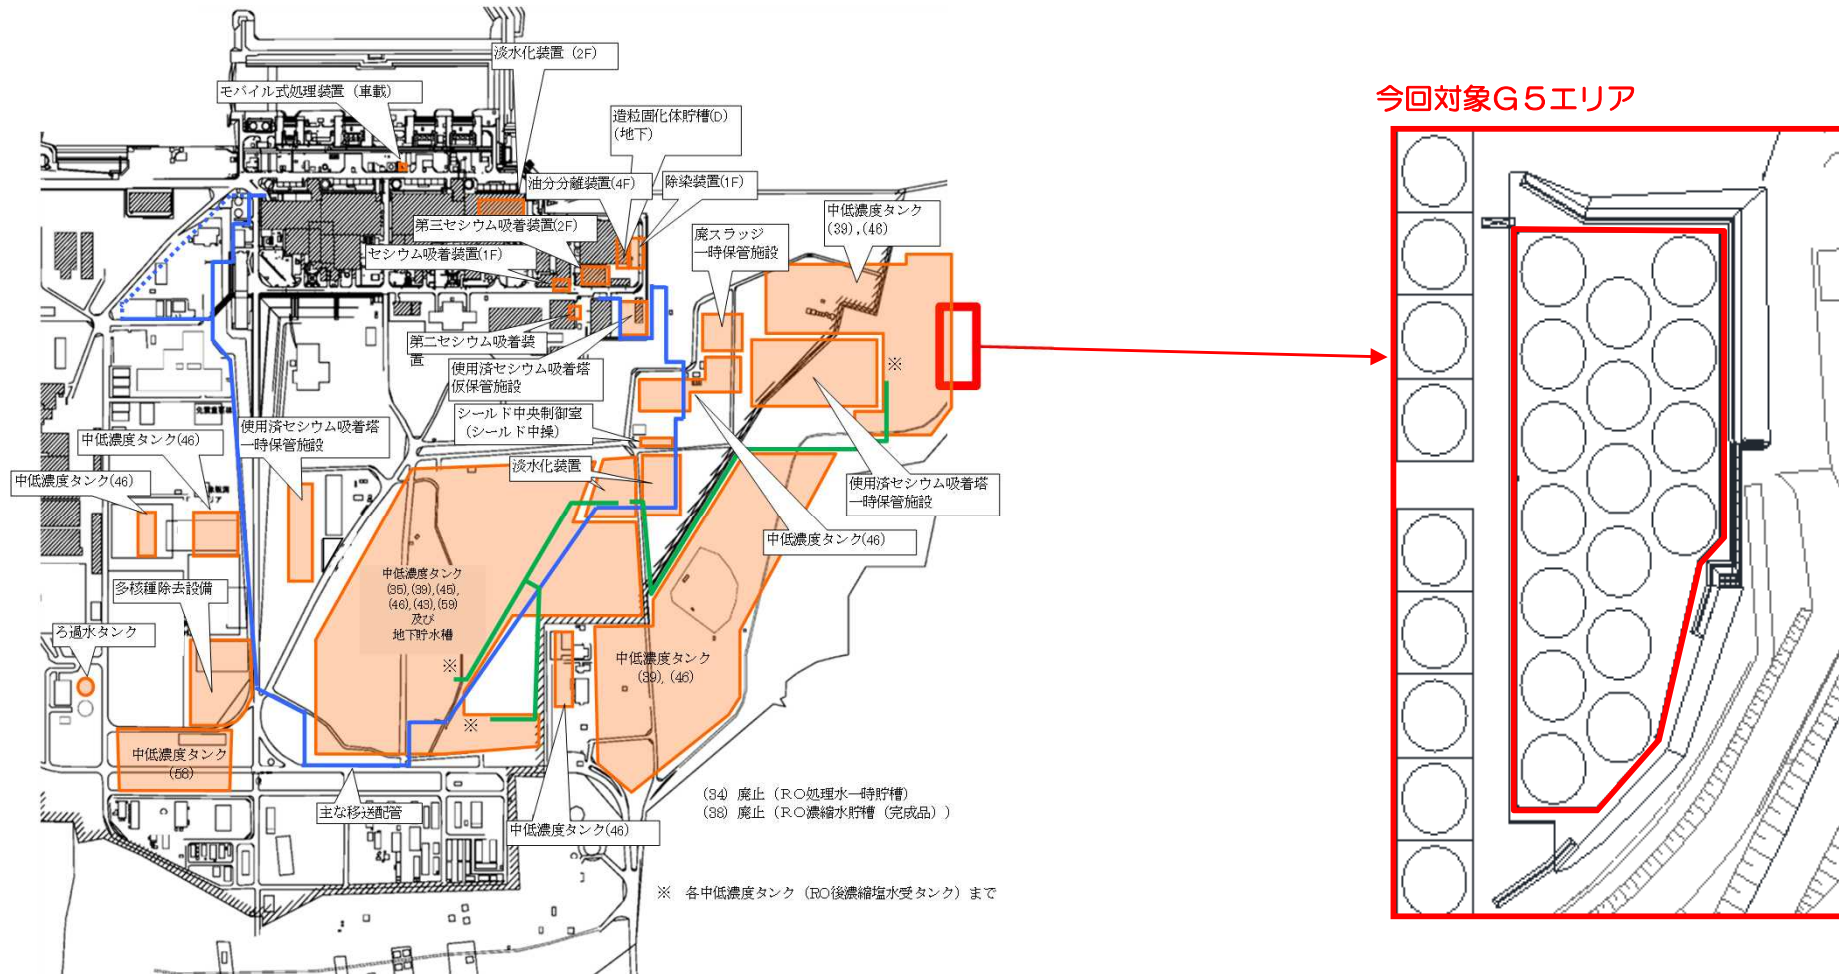 今回対象G5エリア
淡水化装置 (2F)
モバイル式処理装置 (車載)
造粒固化体貯槽(D)
(地下)
油分分離装置(4F)
除染装置(1F)
第三セシウム吸着装置(2F)
セシウム吸着装置(1F)
廃スラッジ
一時保管施設
中低濃度タンク
(39),(46)
第二セシウム吸着装
置
使用済セシウム吸着塔
仮保管施設
※
シールド中央制御室
(シールド中操)
使用済セシウム吸着塔
一時保管施設
中低濃度タンク(46)
中低濃度タンク(46)
淡水化装置
使用済セシウム吸着塔
一時保管施設
中低濃度タンク(46)
多核種除去設備
ろ過水タンク
中低濃度タンク
(35),(39),(45),
(46),(43),(59)
及び
地下貯水槽
※
※
中低濃度タンク
(39), (46)
中低濃度タンク
(58)
主な移送配管
中低濃度タンク(46)
(34) 廃止 (RO処理水一時貯槽)
(38) 廃止 (RO濃縮水貯槽 (完成品) )
※ 各中低濃度タンク (RO後濃縮塩水受タンク) まで